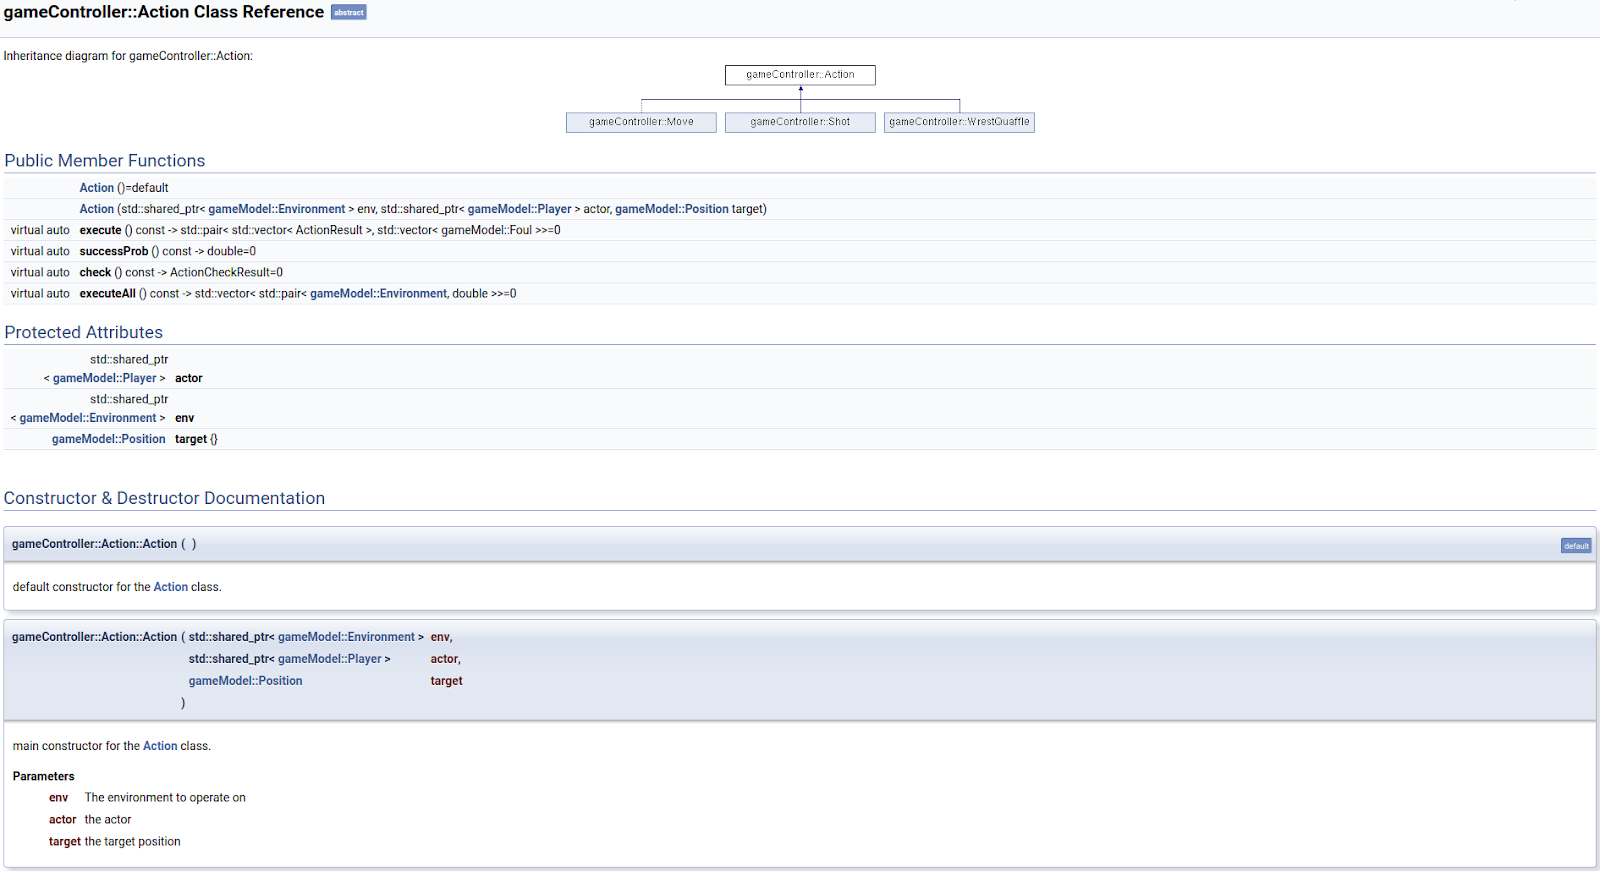 gameController::Action Class Reference abstract
Inheritance diagram for gameController::Action:
gameController::Action
gameController::Move gameController::Shot gameController::WrestQuaffle
Public Member Functions
Action ()=default
Action (std::shared_ptr< gameModel::Environment > env, std::shared_ptr< gameModel::Player > actor, gameModel::Position target)
virtual auto execute () const -> std::pair< std::vector< ActionResult >, std::vector< gameModel::Foul >>=0
virtual auto successProb () const -> double=0
virtual auto check () const -> ActionCheckResult=0
virtual auto executeAll () const -> std::vector< std::pair< gameModel::Environment, double >>=0
Protected Attributes
std::shared_ptr
< gameModel::Player > actor
std::shared_ptr
< gameModel::Environment > env
gameModel::Position target {}
Constructor & Destructor Documentation
gameController::Action::Action ( ) default
default constructor for the Action class.
gameController::Action::Action ( std::shared_ptr< gameModel::Environment > env,
std::shared_ptr< gameModel::Player > actor,
gameModel::Position target
)
main constructor for the Action class.
Parameters
env The environment to operate on
actor the actor
target the target position